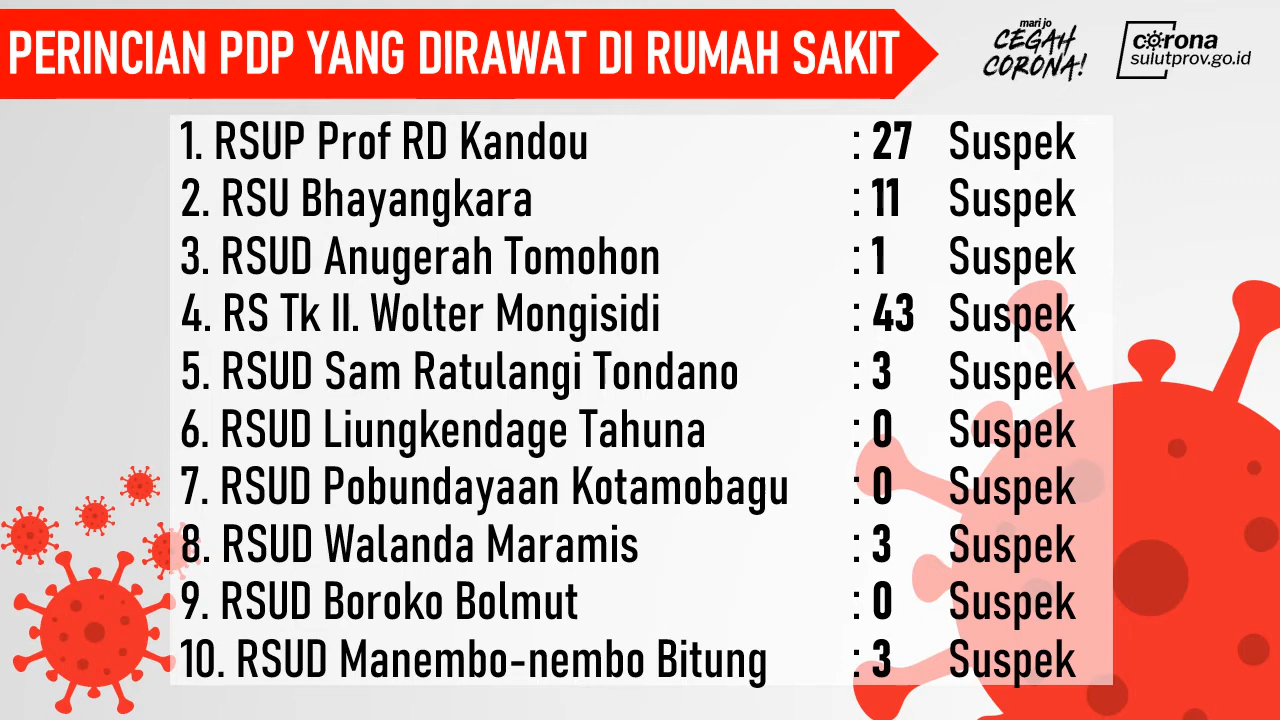 PERINCIAN PDP YANG DIRAWAT DI RUMAH SAKIT
mari jo
CEGAH
CORONA!
corona
sulutprov.go.id
1. RSUP Prof RD Kandou : 27 Suspek
2. RSU Bhayangkara : 11 Suspek
3. RSUD Anugerah Tomohon : 1 Suspek
4. RS Tk II. Wolter Mongisidi : 43 Suspek
5. RSUD Sam Ratulangi Tondano : 3 Suspek
6. RSUD Liungkendage Tahuna : 0 Suspek
7. RSUD Pobundayaan Kotamobagu : 0 Suspek
8. RSUD Walanda Maramis : 3 Suspek
9. RSUD Boroko Bolmut : 0 Suspek
10. RSUD Manembo-nembo Bitung : 3 Suspek